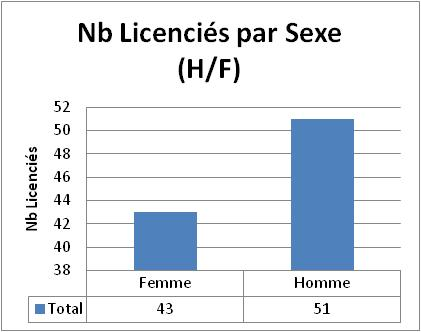 Nb Licenciés par Sexe
(H/F)
Nb Licenciés
52
50
48
46
44
42
40
38
Femme Homme
Total 43 51